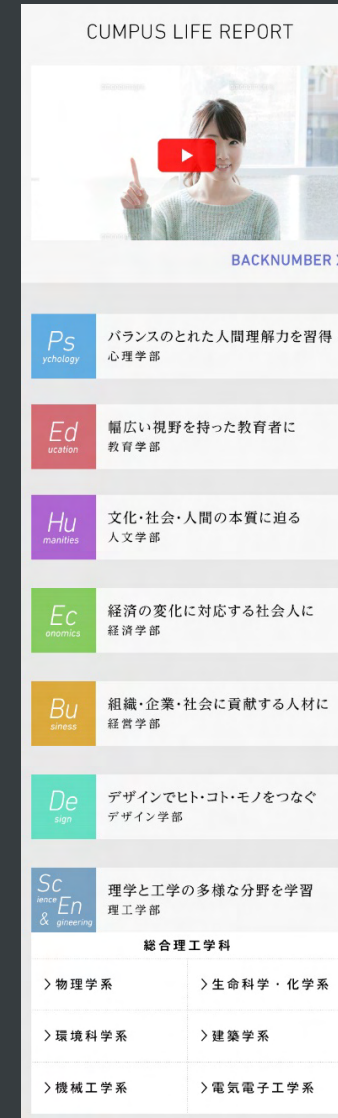 CUMPUS LIFE REPORT
BACKNUMBER
Ps
ychology
バランスのとれた人間理解力を習得
心理学部
Ed
ucation
幅広い視野を持った教育者に
教育学部
Hu
manities
文化・社会・人間の本質に迫る
人文学部
Ec
onomics
経済の変化に対応する社会人に
経済学部
Bu
siness
組織・企業・社会に貢献する人材に
経営学部
De
sign
デザインでヒト・コト・モノをつなぐ
デザイン学部
Sc
ience En
& gineering
理学と工学の多様な分野を学習
理工学部
総合理工学科
物理学系
生命科学・化学系
環境科学系
建築学系
機械工学系
電気電子工学系